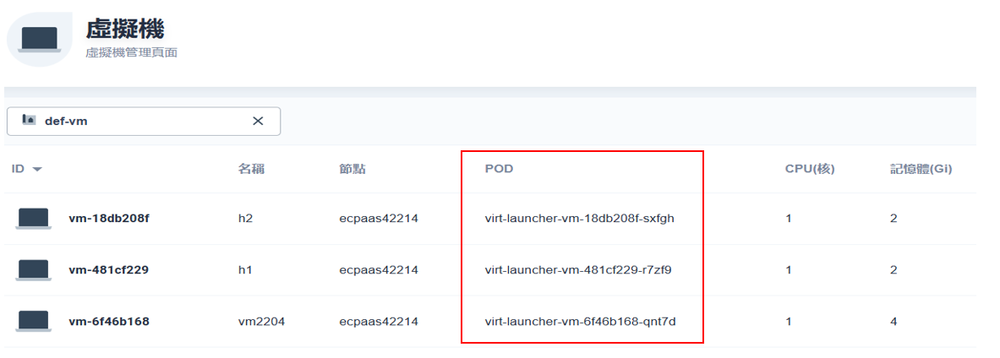 虛擬機
虛擬機管理頁面
def-vm
ID 名稱 節點 POD CPU(核) 記憶體(Gi)
vm-18db208f h2 ecpaas42214 virt-launcher-vm-18db208f-sxfgh 1 2
vm-481cf229 h1 ecpaas42214 virt-launcher-vm-481cf229-r7zf9 1 2
vm-6f46b168 vm2204 ecpaas42214 virt-launcher-vm-6f46b168-qnt7d 1 4